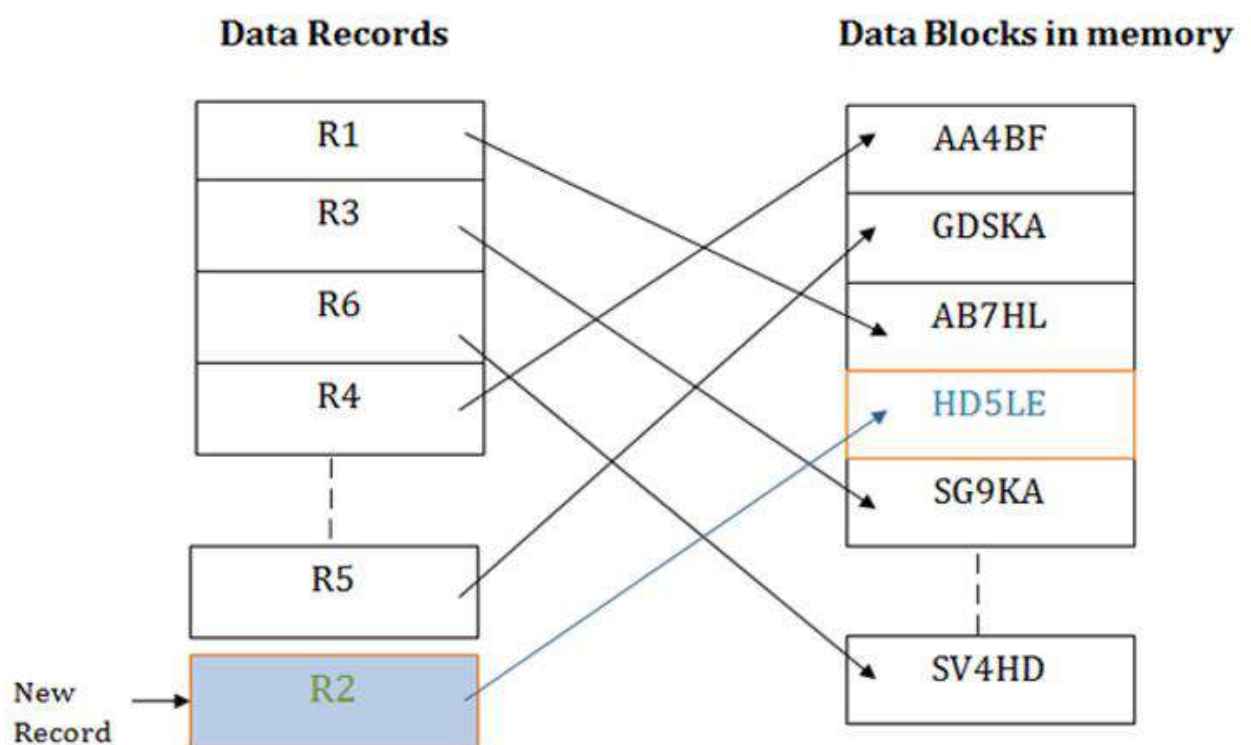 Data Records
Data Blocks in memory
R1
R3
R6
R4
R5
R2
New
Record
AA4BF
GDSKA
AB7HL
HD5LE
SG9KA
SV4HD